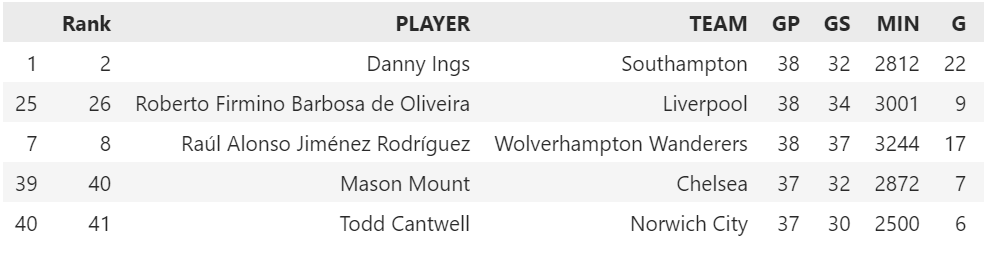 Rank PLAYER TEAM GP GS MIN G
1 2 Danny Ings Southampton 38 32 2812 22
25 26 Roberto Firmino Barbosa de Oliveira Liverpool 38 34 3001 9
7 8 Raúl Alonso Jiménez Rodríguez Wolverhampton Wanderers 38 37 3244 17
39 40 Mason Mount Chelsea 37 32 2872 7
40 41 Todd Cantwell Norwich City 37 30 2500 6